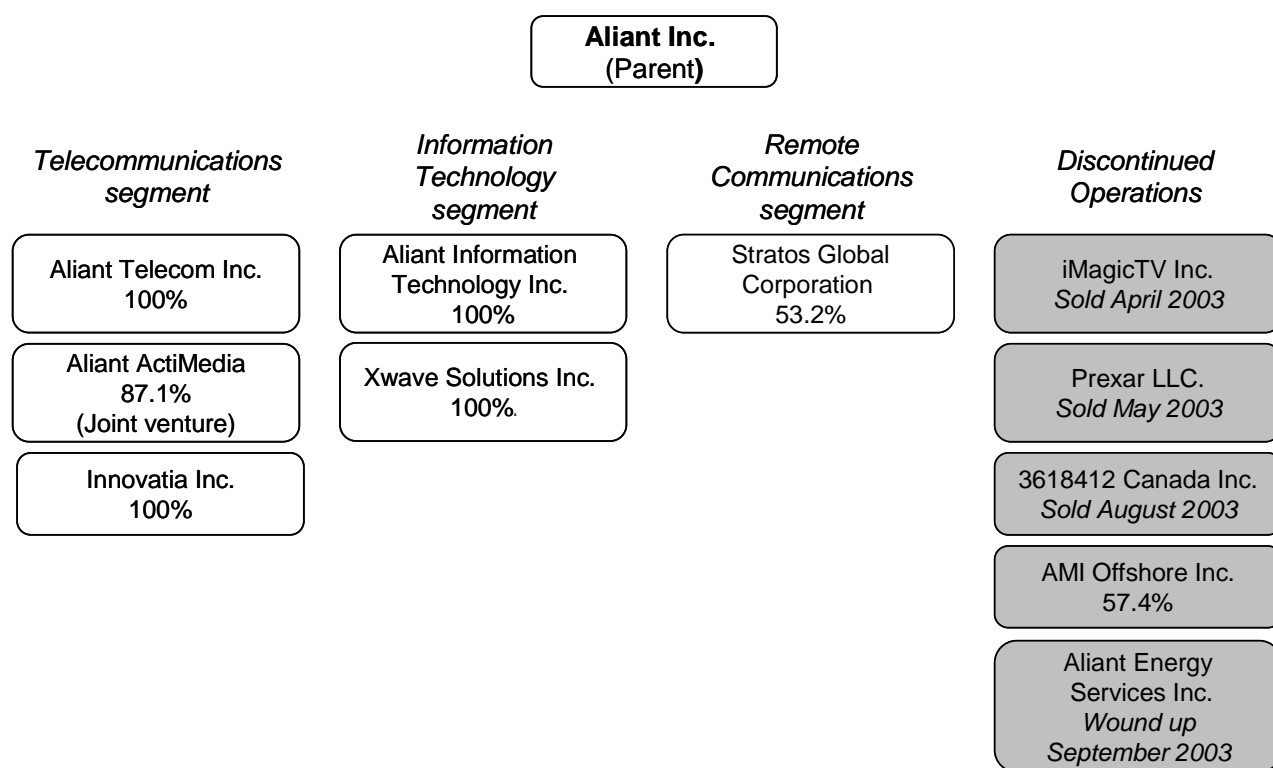 Aliant Inc.
(Parent)
Telecommunications
segment
Aliant Telecom Inc.
100%
Aliant ActiMedia
87.1%
(Joint venture)
Innovatia Inc.
100%
Information
Technology
segment
Aliant Information
Technology Inc.
100%
Xwave Solutions Inc.
100%.
Remote
Communications
segment
Stratos Global
Corporation
53.2%
Discontinued
Operations
iMagicTV Inc.
Sold April 2003
Prexar LLC.
Sold May 2003
3618412 Canada Inc.
Sold August 2003
AMI Offshore Inc.
57.4%
Aliant Energy
Services Inc.
Wound up
September 2003